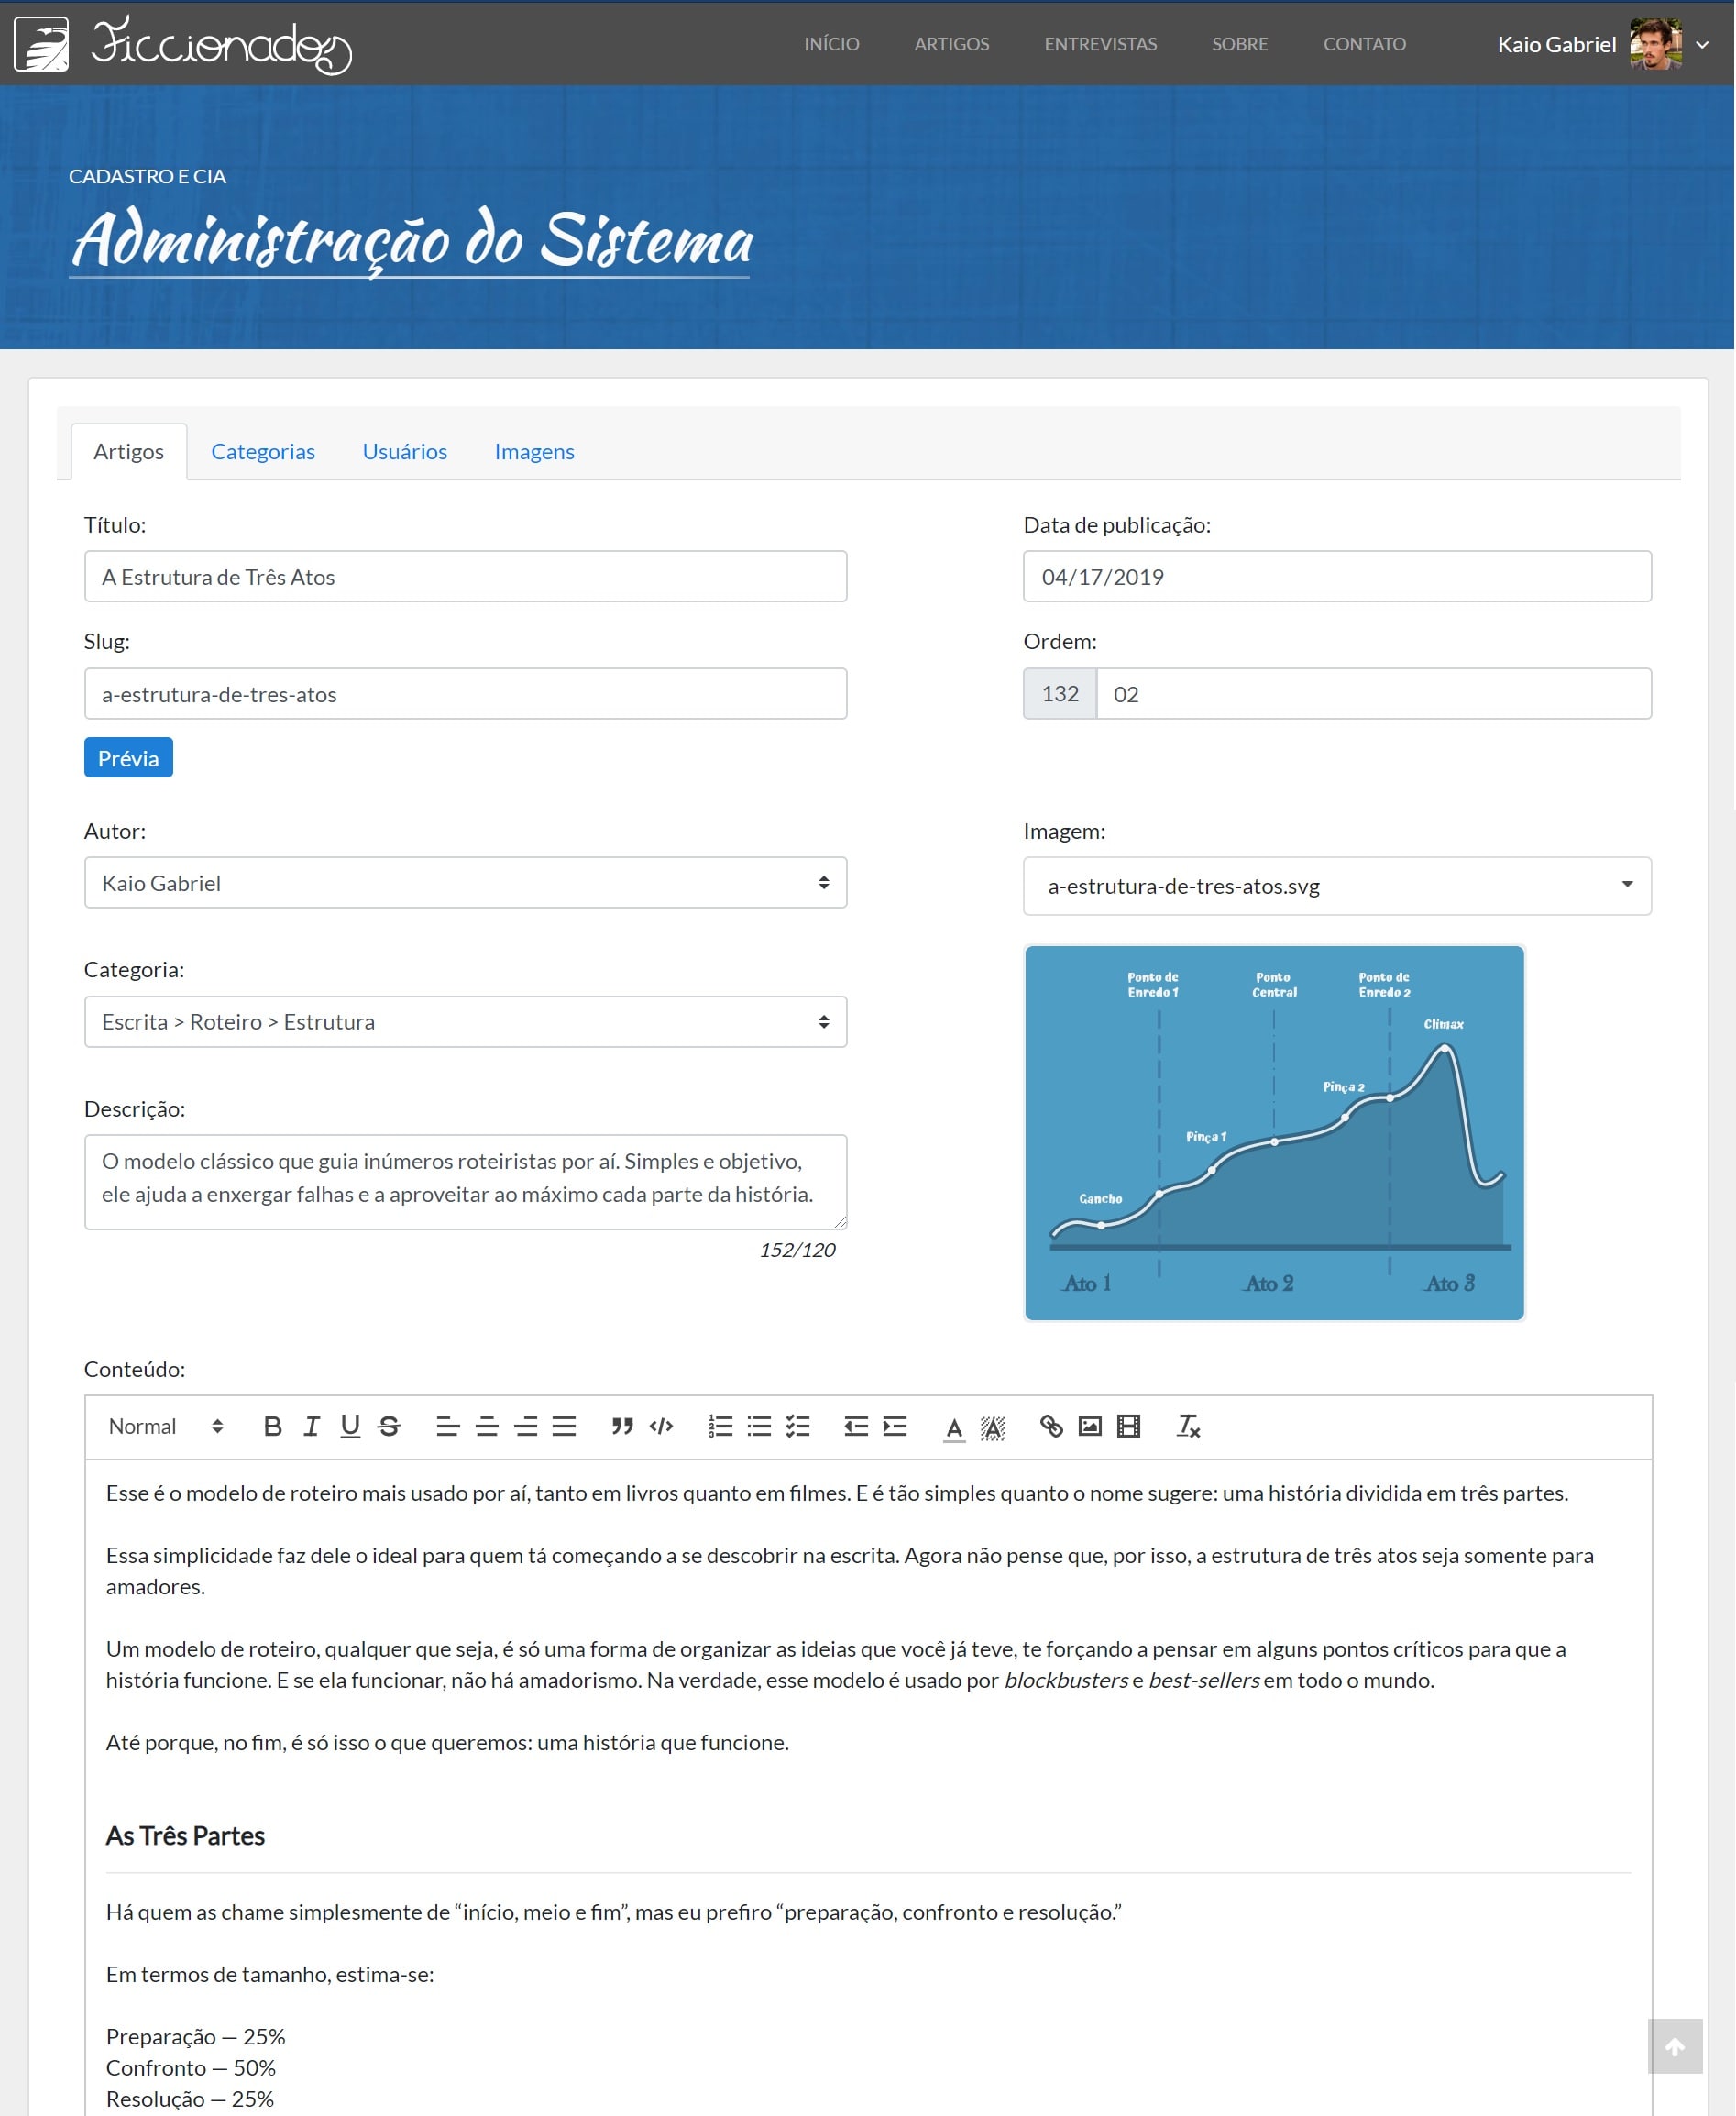 Ficcionados
INÍCIO ARTIGOS ENTREVISTAS SOBRE CONTATO Kaio Gabriel
CADASTRO E CIA
Administração do Sistema
Artigos Categorias Usuários Imagens
Título:
A Estrutura de Três Atos
Data de publicação:
04/17/2019
Slug:
a-estrutura-de-tres-atos
Ordem:
132 02
Prévia
Autor:
Kaio Gabriel
Imagem:
a-estrutura-de-tres-atos.svg
Categoria:
Escrita > Roteiro > Estrutura
Descrição:
O modelo clássico que guia inúmeros roteiristas por aí. Simples e objetivo,
ele ajuda a enxergar falhas e a aproveitar ao máximo cada parte da história.
152/120
Ponto de
Enredo 1
Ponto
Central
Ponto de
Enredo 2
Clímax
Pinça 2
Pinça 1
Gancho
Ato 1 Ato 2 Ato 3
Conteúdo:
Normal
Esse é o modelo de roteiro mais usado por aí, tanto em livros quanto em filmes. E é tão simples quanto o nome sugere: uma história dividida em três partes.
Essa simplicidade faz dele o ideal para quem tá começando a se descobrir na escrita. Agora não pense que, por isso, a estrutura de três atos seja somente para
amadores.
Um modelo de roteiro, qualquer que seja, é só uma forma de organizar as ideias que você já teve, te forçando a pensar em alguns pontos críticos para que a
história funcione. E se ela funcionar, não há amadorismo. Na verdade, esse modelo é usado por blockbusters e best-sellers em todo o mundo.
Até porque, no fim, é só isso o que queremos: uma história que funcione.
As Três Partes
Há quem as chame simplesmente de “início, meio e fim”, mas eu prefiro “preparação, confronto e resolução.”
Em termos de tamanho, estima-se:
Preparação — 25%
Confronto — 50%
Resolução — 25%